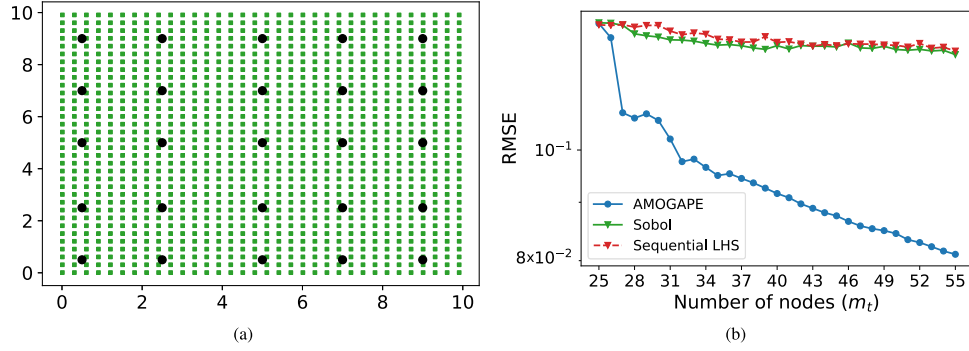 10
8
6
4
2
0
0
2
4
6
8
10
(a)
RMSE
10⁻¹
8×10⁻²
AMOGAPE
Sobol
Sequential LHS
25 28 31 34 37 40 43 46 49 52 55
Number of nodes (mₜ)
(b)